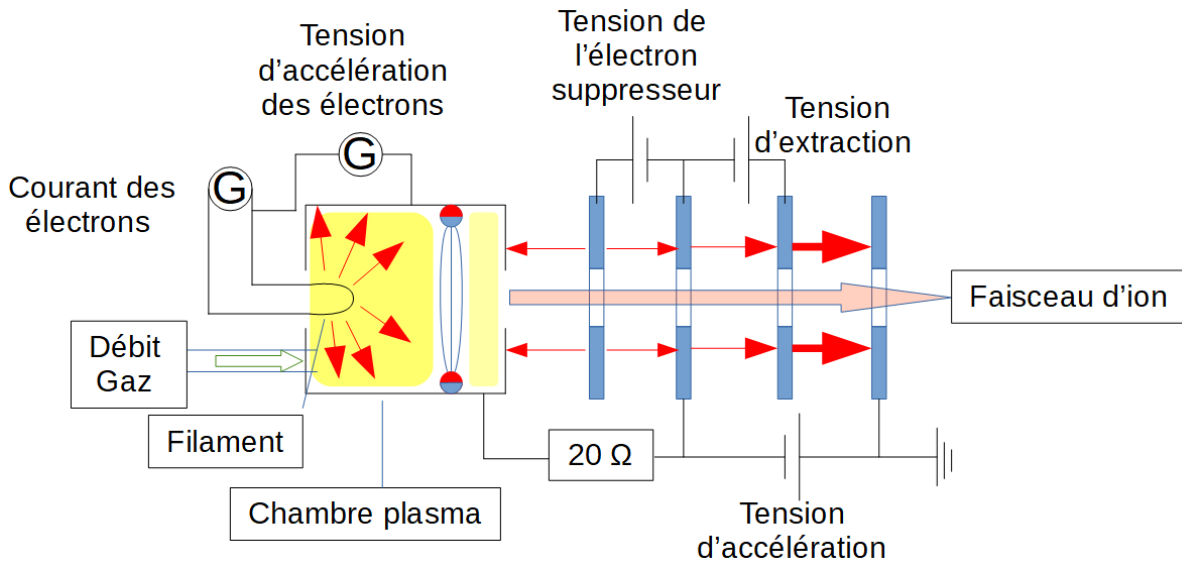 Tension
d'accélération
des électrons
Tension de
l'électron
suppresseur
Tension
d'extraction
G
G
Courant des
électrons
Faisceau d'ion
Débit
Gaz
Filament
20 Ω
Chambre plasma
Tension
d'accélération